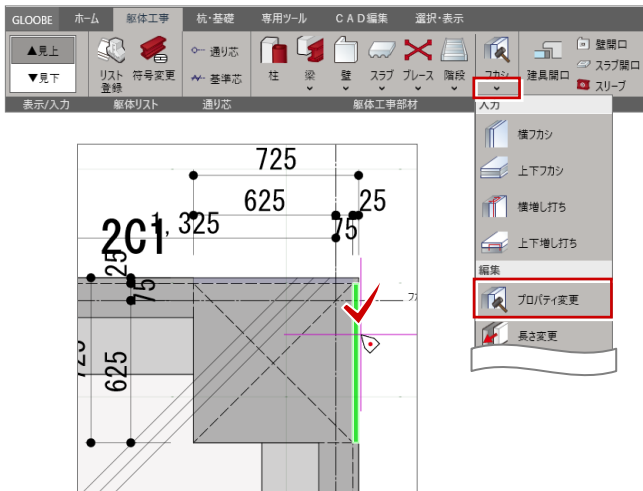 GLOOBE ホーム 躯体工事 杭・基礎 専用ツール ＣＡＤ編集 選択・表示
▲見上
▼見下
リスト登録
符号変更
通り芯
基準芯
柱
梁
壁
スラブ
ブレース
階段
フカシ
建具開口
壁開口
スラブ開口
スリーブ
表示/入力 躯体リスト 通り芯 躯体工事部材
入力
横フカシ
上下フカシ
横増し打ち
上下増し打ち
編集
プロパティ変更
長さ変更
725
625
25
1,325
75
2C1
25
75
625